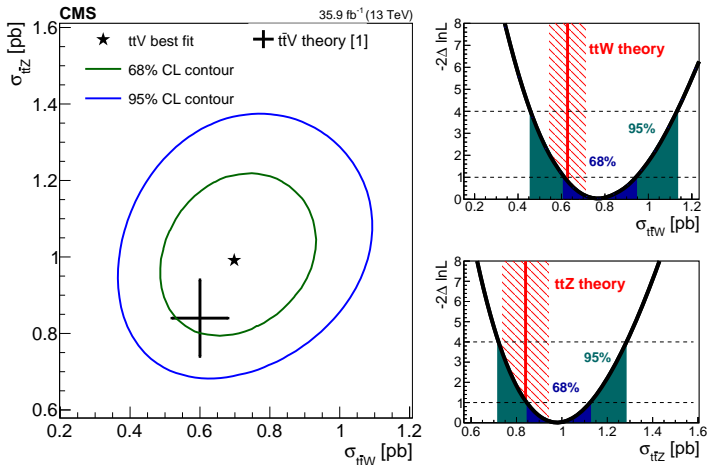 CMS 35.9 fb⁻¹ (13 TeV)
σ_tt̄Z [pb]
1.6
1.4
1.2
1
0.8
0.6
ttV best fit
tt̄V theory [1]
68% CL contour
95% CL contour
0.2 0.4 0.6 0.8 1 1.2
σ_tt̄W [pb]
-2Δ lnL
8
7
6
5
4
3
2
1
0
ttW theory
95%
68%
0.2 0.4 0.6 0.8 1 1.2
σ_tt̄W [pb]
-2Δ lnL
8
7
6
5
4
3
2
1
0
ttZ theory
95%
68%
0.6 0.8 1 1.2 1.4 1.6
σ_tt̄Z [pb]